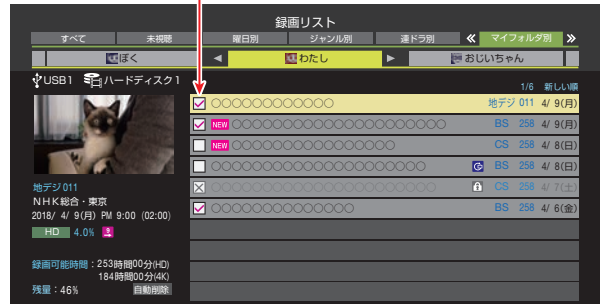 録画リスト
すべて 未視聴 曜日別 ジャンル別 連ドラ別 マイフォルダ別
ぼく わたし おじいちゃん
USB1 ハードディスク1
1/6 新しい順
○○○○○○○○○○○○ 地デジ 011 4/ 9(月)
NEW ○○○○○○○○○○○○○○○○○○○○○ BS 258 4/ 9(月)
NEW ○○○○○○○○○○○○○○○○ CS 258 4/ 8(日)
○○○○○○○○○○○○○○○○○○○○○ BS 258 4/ 8(日)
○○○○○○○○○○○○○○○○○○○○○○ CS 258 4/ 7(土)
○○○○○○○○○○○○○○ BS 258 4/ 6(金)
地デジ 011
NHK総合・東京
2018/ 4/ 9(月) PM 9:00 (02:00)
HD 4.0%
録画可能時間：253時間00分(HD)
184時間00分(4K)
残量：46% 自動削除